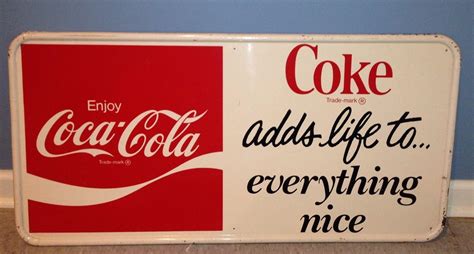 Enjoy
Coca-Cola
Trade-mark ®
Coke
Trade-mark ®
adds life to...
everything
nice